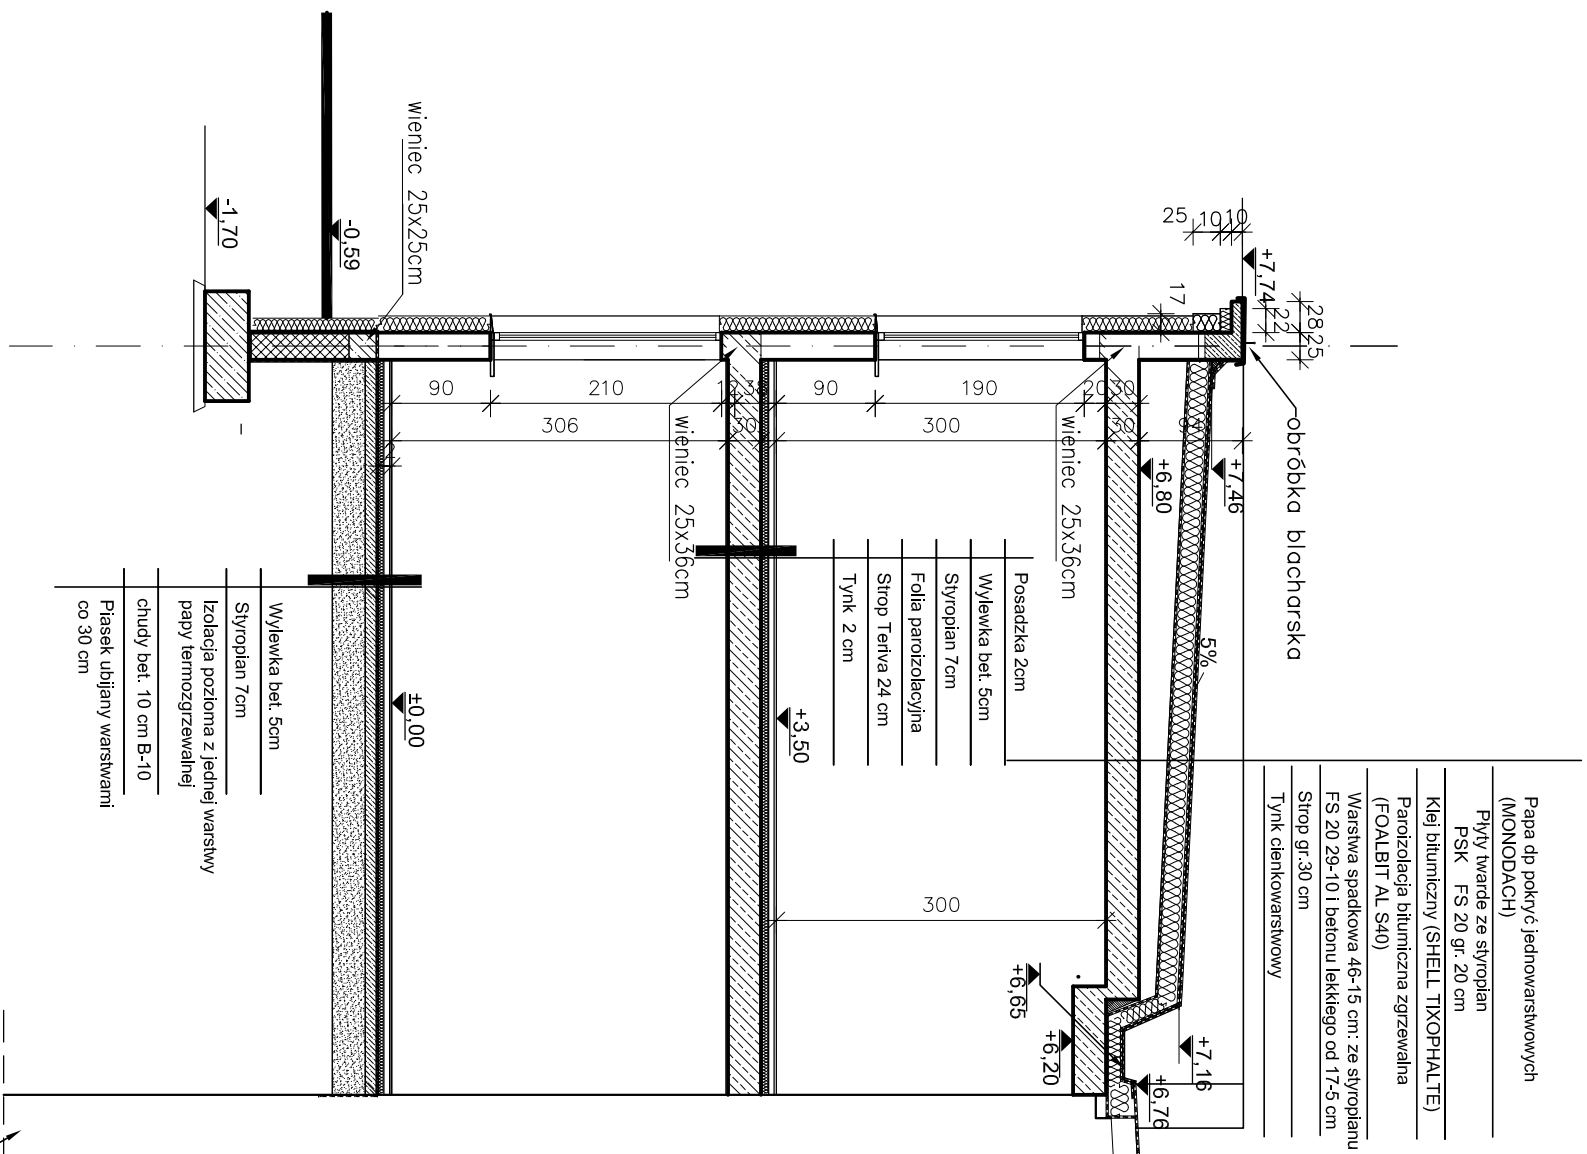 Papa dp pokryć jednowarstwowych
(MONODACH)
Płyty twarde ze styropian
PSK FS 20 gr. 20 cm
Klej bitumiczny (SHELL TIXOPHALTE)
Paroizolacja bitumiczna zgrzewalna
(FOALBIT AL S40)
Warstwa spadkowa 46-15 cm: ze styropianu
FS 20 29-10 i betonu lekkiego od 17-5 cm
Strop gr.30 cm
Tynk cienkowarstwowy
obróbka blacharska
+7,74
28
25
22
25
10
10
17
+7,46
+6,80
5%
+7,16
+6,76
+6,65
+6,20
94
30
300
30
306
20
30
190
90
38
12
210
90
300
wieniec 25x36cm
Posadzka 2cm
Wylewka bet. 5cm
Styropian 7cm
Folia paroizolacyjna
Strop Teriva 24 cm
Tynk 2 cm
+3,50
wieniec 25x36cm
±0,00
wieniec 25x25cm
-0,59
-1,70
Wylewka bet. 5cm
Styropian 7cm
Izolacja pozioma z jednej warstwy
papy termozgrzewalnej
chudy bet. 10 cm B-10
Piasek ubijany warstwami
co 30 cm